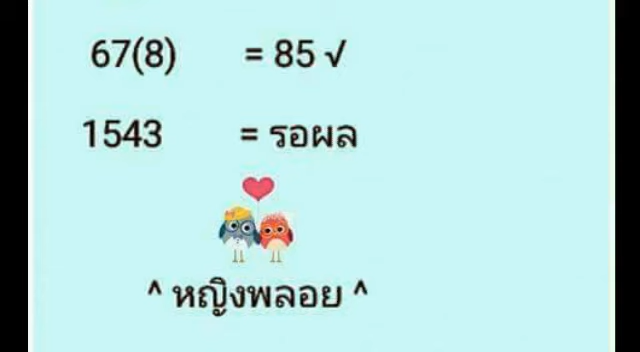 67(8) = 85 √
1543 = รอผล
^ หญิงพลอย ^